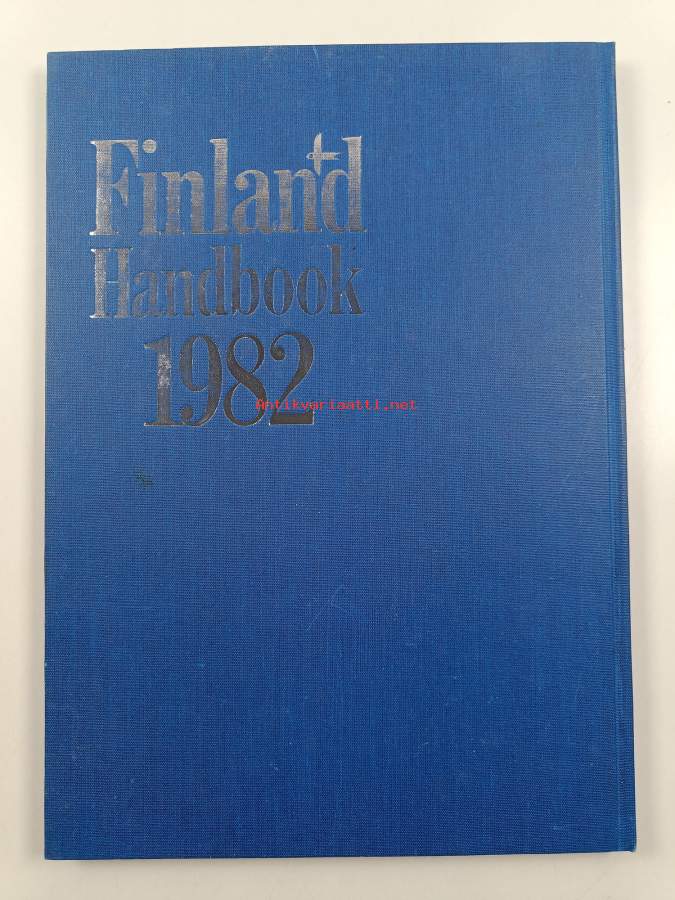 Finland
Handbook
1982
Antikvariaatti.net